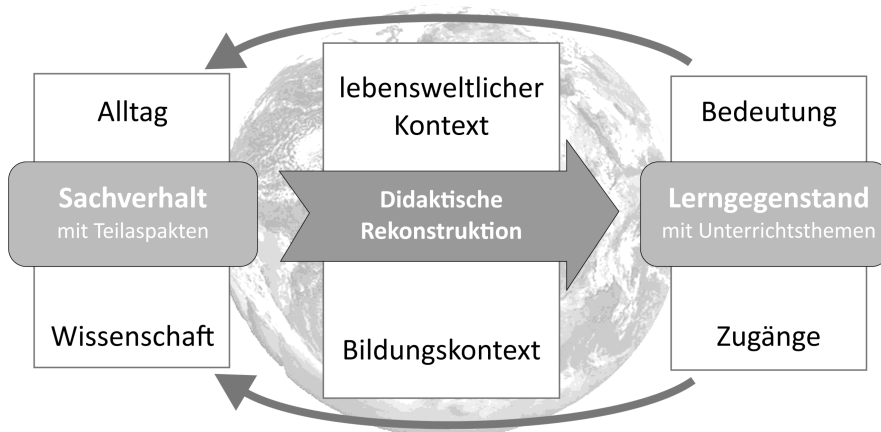 Alltag
Sachverhalt
mit Teilaspakten
Wissenschaft
lebensweltlicher
Kontext
Didaktische
Rekonstruktion
Bildungskontext
Bedeutung
Lerngegenstand
mit Unterrichtsthemen
Zugänge